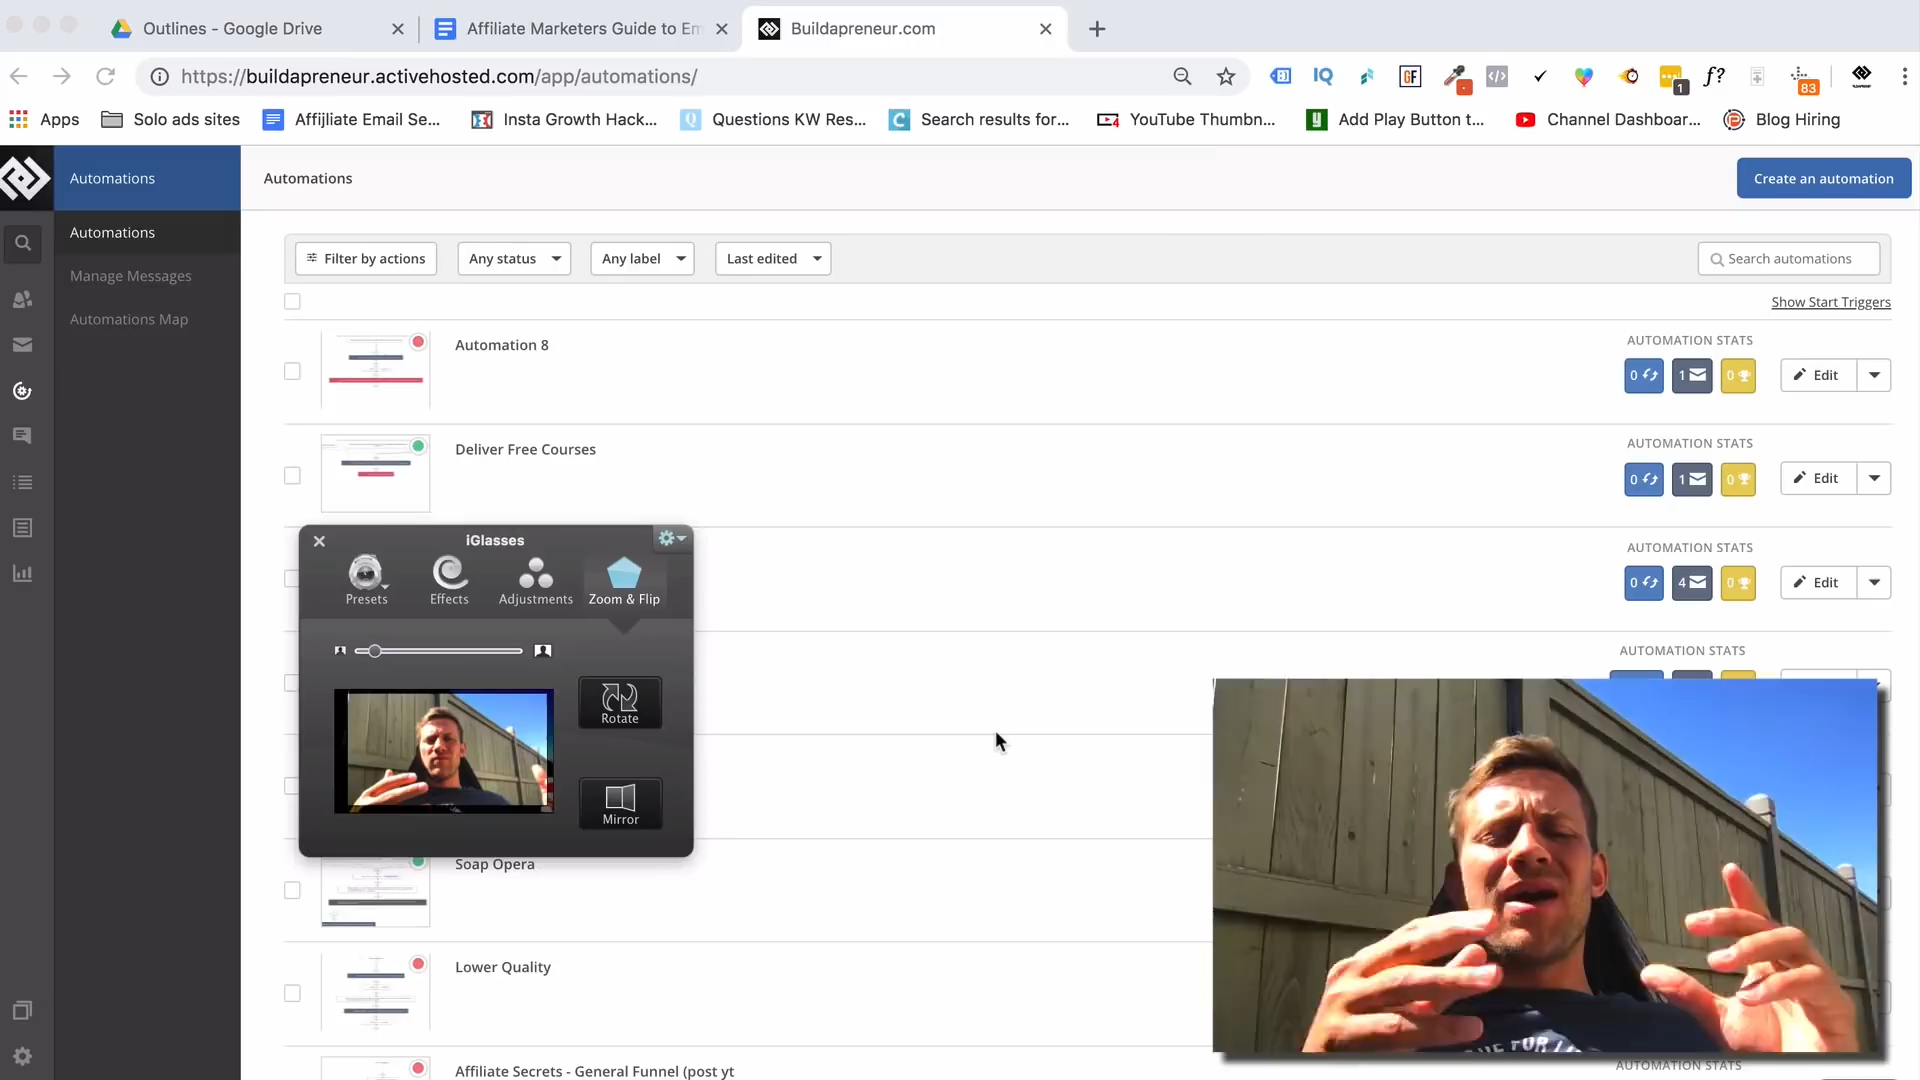 Outlines - Google Drive
Affiliate Marketers Guide to Em
Buildapreneur.com
https://buildapreneur.activehosted.com/app/automations/
IQ
GF
1
f?
83
Apps
Solo ads sites
Affijliate Email Se...
Insta Growth Hack...
Questions KW Res...
Search results for...
YouTube Thumbn...
Add Play Button t...
Channel Dashboar...
Blog Hiring
Automations
Automations
Create an automation
Automations
Manage Messages
Automations Map
Filter by actions
Any status
Any label
Last edited
Search automations
Show Start Triggers
Automation 8
AUTOMATION STATS
0
1
0
Edit
Deliver Free Courses
AUTOMATION STATS
0
1
0
Edit
AUTOMATION STATS
0
4
0
Edit
AUTOMATION STATS
iGlasses
Presets
Effects
Adjustments
Zoom & Flip
Rotate
Mirror
Soap Opera
Lower Quality
Affiliate Secrets - General Funnel (post yt
AUTOMATION STATS